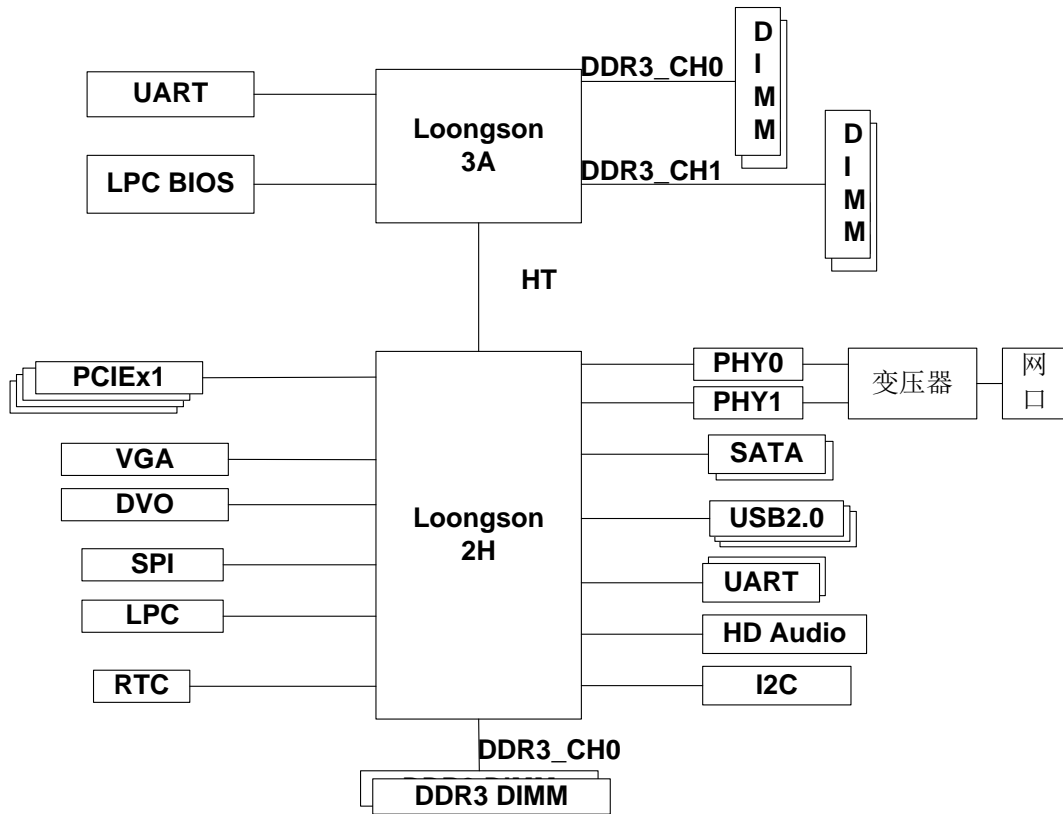 UART
LPC BIOS
Loongson
3A
DDR3_CH0
D
I
M
M
DDR3_CH1
D
I
M
M
HT
PCIEx1
VGA
DVO
SPI
LPC
RTC
Loongson
2H
PHY0
PHY1
变压器
网
口
SATA
USB2.0
UART
HD Audio
I2C
DDR3_CH0
DDR3 DIMM